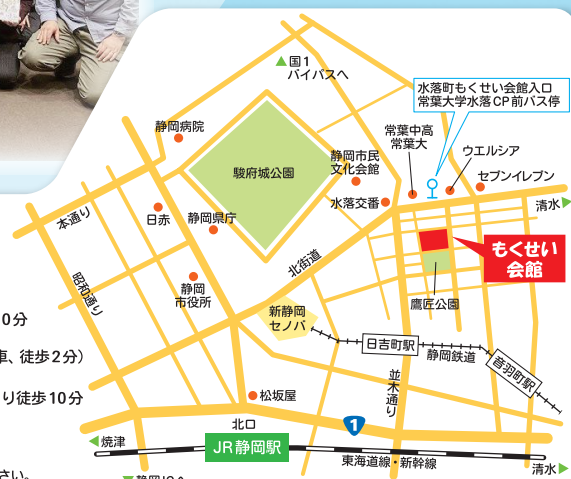 国1
バイパスへ
水落町もくせい会館入口
常葉大学水落CP前バス停
静岡病院
常葉中高
常葉大
ウエルシア
静岡市民
文化会館
セブンイレブン
駿府城公園
水落交番
清水
本通り
日赤
静岡県庁
もくせい
会館
北街道
昭和通り
静岡
市役所
鷹匠公園
0分
新静岡
セノバ
日吉町駅
静岡鉄道
音羽町駅
車、徒歩2分)
並木通り
り徒歩10分
松坂屋
北口
1
焼津
JR静岡駅
東海道線・新幹線
清水
さい。